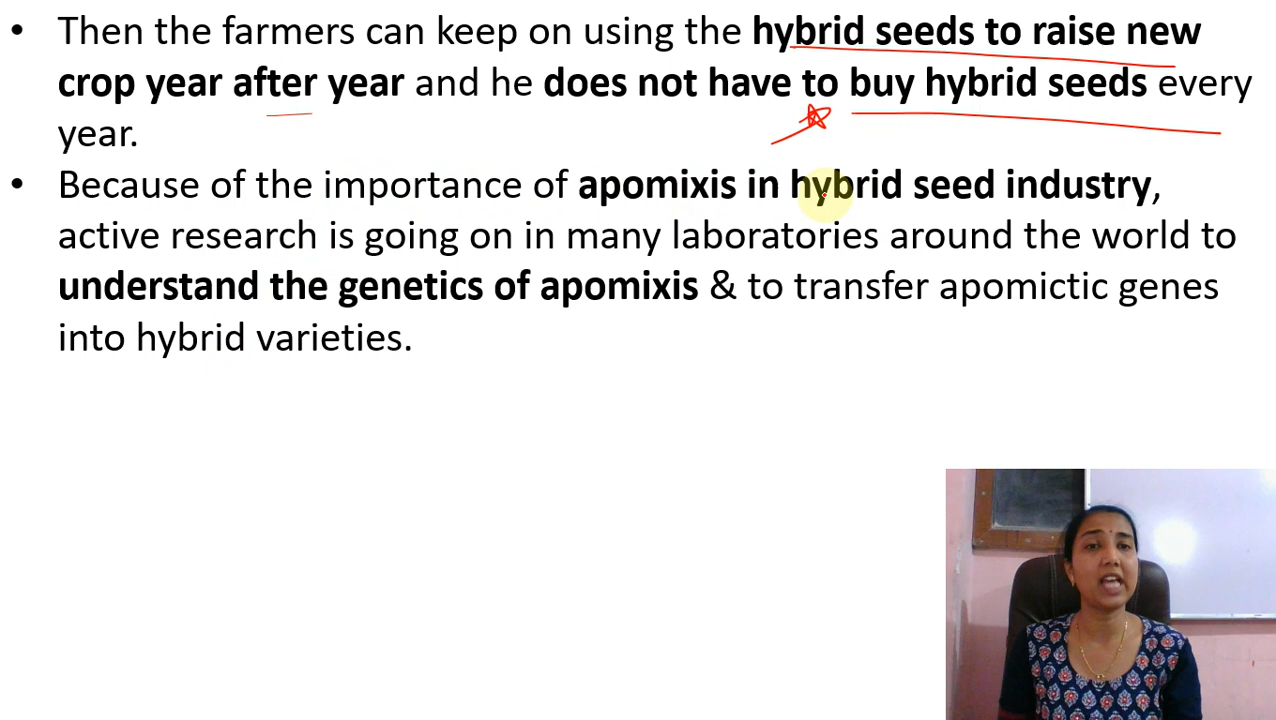 • Then the farmers can keep on using the hybrid seeds to raise new
crop year after year and he does not have to buy hybrid seeds every
year.
• Because of the importance of apomixis in hybrid seed industry,
active research is going on in many laboratories around the world to
understand the genetics of apomixis & to transfer apomictic genes
into hybrid varieties.